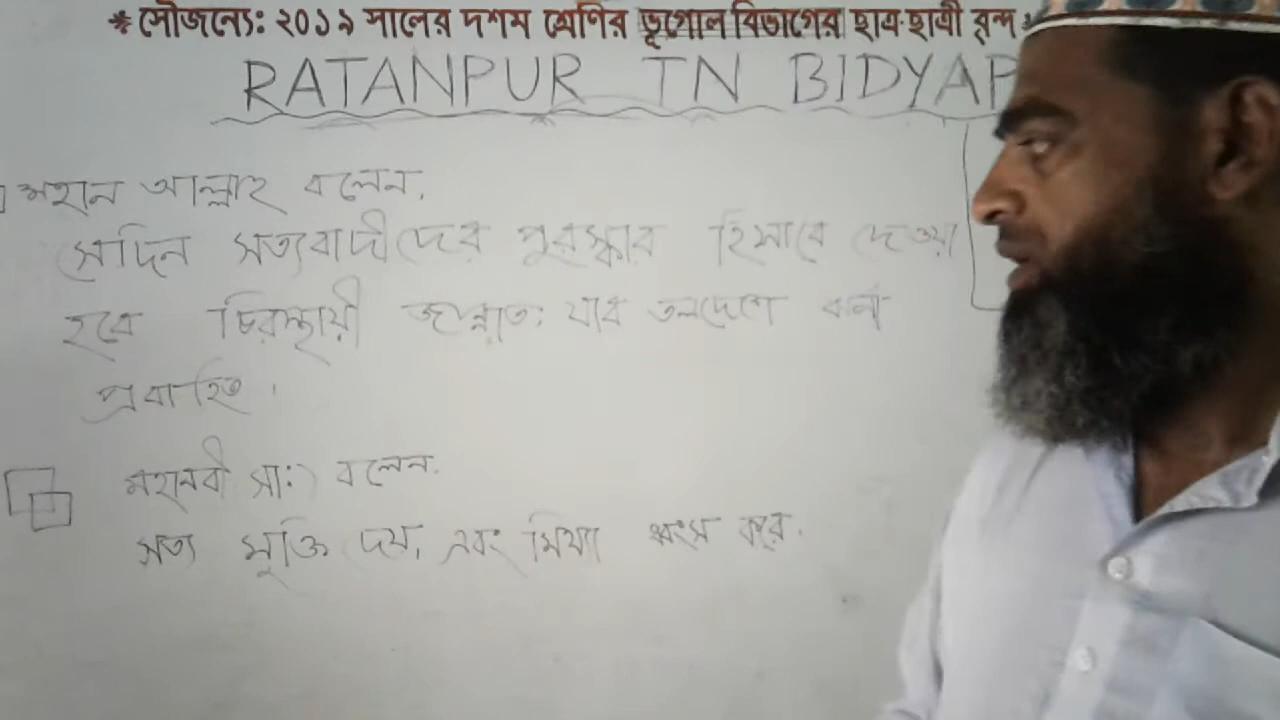 * সৌজন্যে: ২০১৯ সালের দশম শ্রেণির ভূগোল বিভাগের ছাত্র-ছাত্রী বৃন্দ *
RATANPUR TN BIDYAP
মহান আল্লাহ বলেন,
সেদিন সত্যবাদীদের পুরস্কার হিসাবে দেওয়া
হবে চিরস্থায়ী জান্নাত: যার তলদেশে ঝর্না
প্রবাহিত।
মহানবী সা:) বলেন,
সত্য মুক্তি দেয়, এবং মিথ্যা ধ্বংস করে.